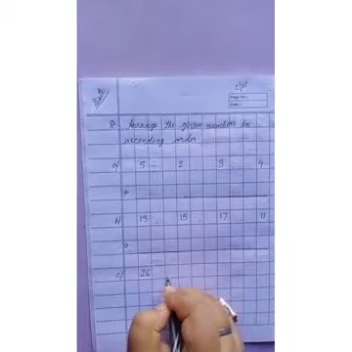 Q Arrange the given numbers in
ascending order
a) 5 2 9 4
b) 13 15 17 11
c) 26